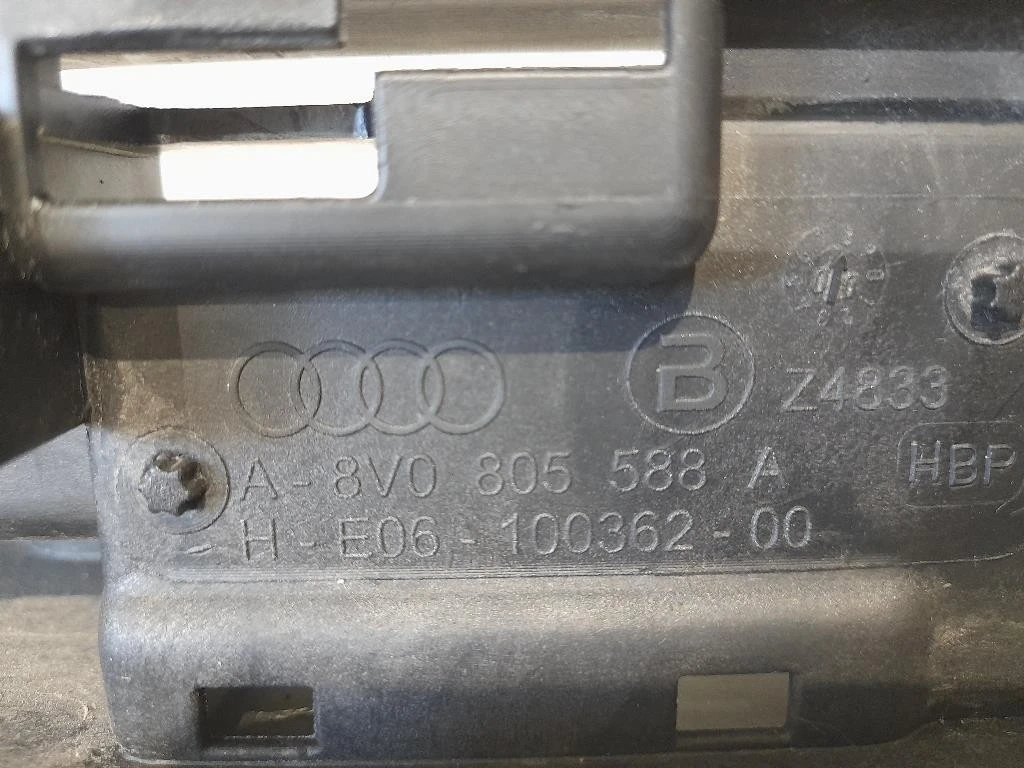 B
Z4833
A - 8V0 805 588 A
HBP
H - E06 - 100362 - 00